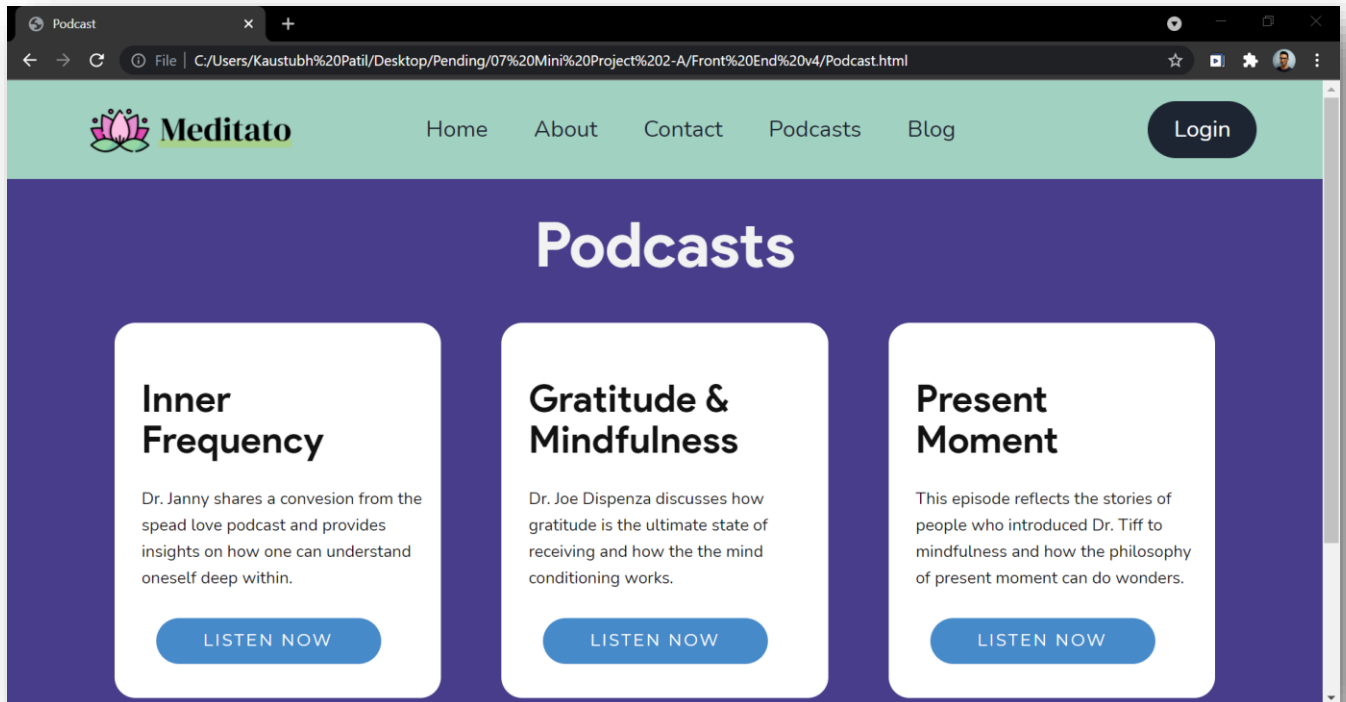 Podcast
File | C:/Users/Kaustubh%20Patil/Desktop/Pending/07%20Mini%20Project%202-A/Front%20End%20v4/Podcast.html
Meditato
Home About Contact Podcasts Blog
Login
Podcasts
Inner
Frequency
Dr. Janny shares a convesion from the
spead love podcast and provides
insights on how one can understand
oneself deep within.
LISTEN NOW
Gratitude &
Mindfulness
Dr. Joe Dispenza discusses how
gratitude is the ultimate state of
receiving and how the the mind
conditioning works.
LISTEN NOW
Present
Moment
This episode reflects the stories of
people who introduced Dr. Tiff to
mindfulness and how the philosophy
of present moment can do wonders.
LISTEN NOW